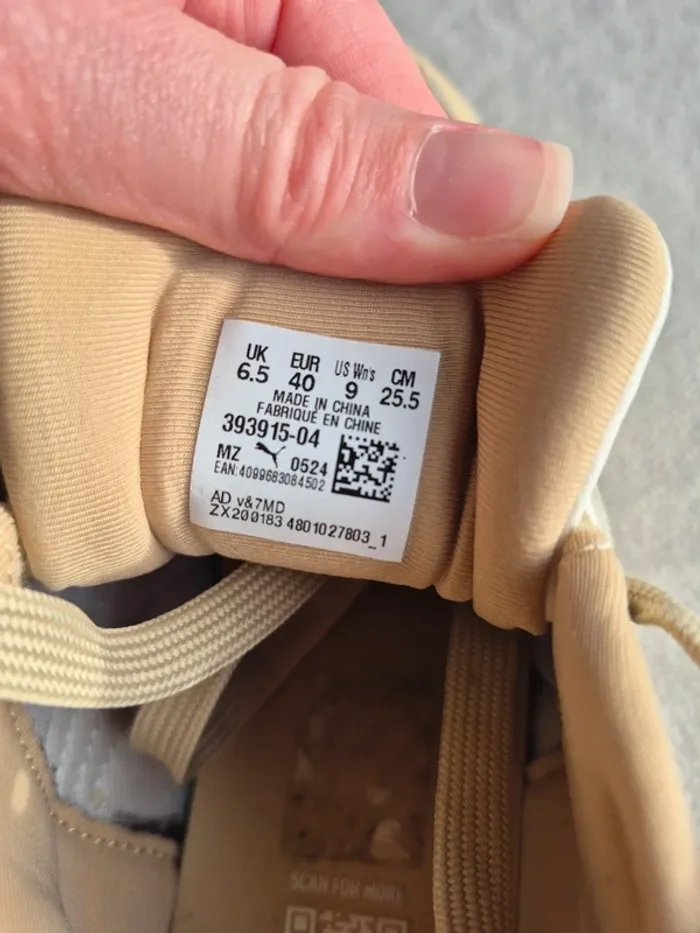 UK EUR US Wn's CM
6.5 40 9 25.5
MADE IN CHINA
FABRIQUÉ EN CHINE
393915-04
MZ 0524
EAN:4099683084502
AD v&7MD
ZX200183 4801027803_1
SCAN FOR MORE